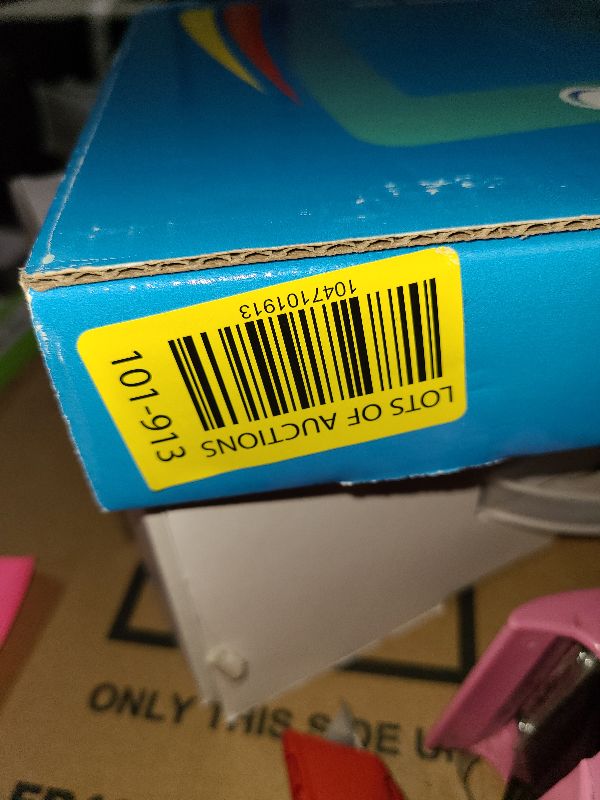 LOTS OF AUCTIONS
1047101913
101-913
ONLY THIS SIDE UP